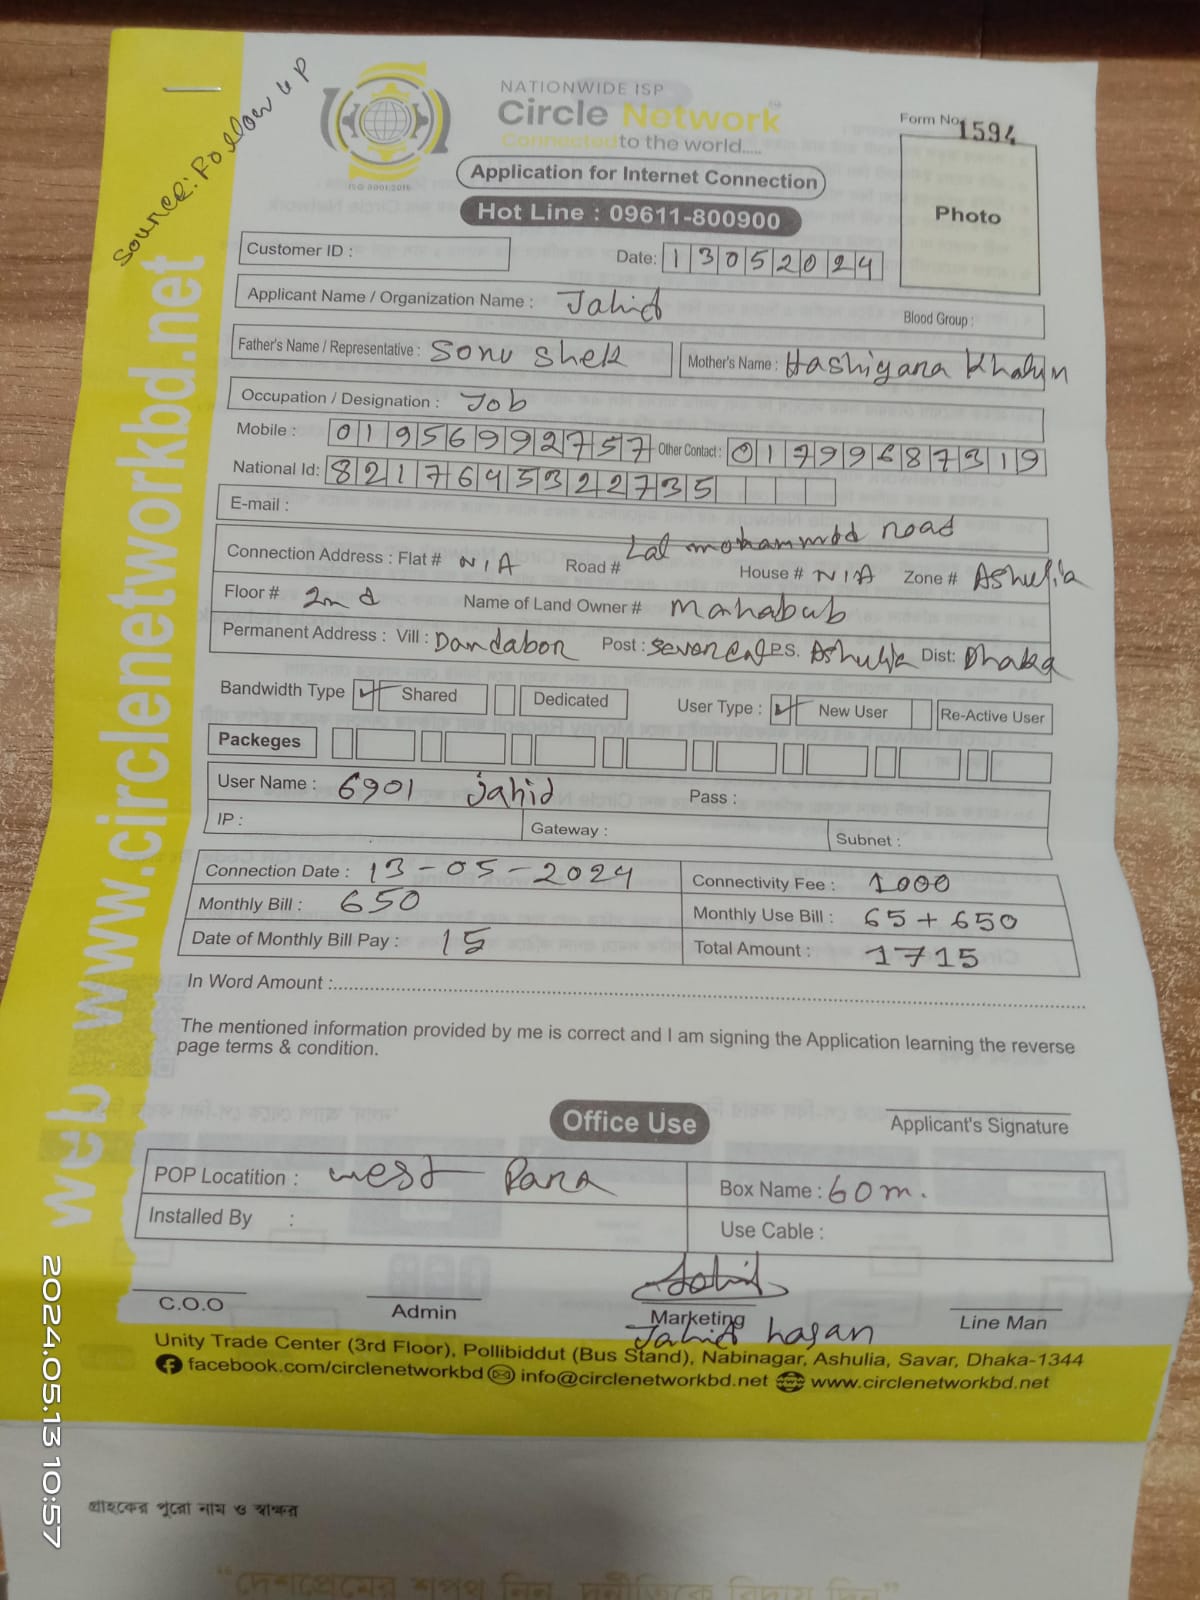 Source: Follow up
NATIONWIDE ISP
Circle Network
Connected to the world.....
ISO 9001:2015
Form No. 1594
Application for Internet Connection
Photo
Hot Line : 09611-800900
Customer ID :
Date: 13052024
Applicant Name / Organization Name : Jahid
Blood Group :
Father's Name / Representative : Sonu Shek Mother's Name : Hashiyara Khatun
Occupation / Designation : Job
Mobile : 01956992757 Other Contact : 01799687319
National Id: 8217645322735
E-mail :
Connection Address : Flat # N/A Road # Lal mohammdd road House # N/A Zone # Ashulia
Floor # 2nd Name of Land Owner # Mahabub
Permanent Address : Vill : Dandabor Post : P.S. Ashulia Dist: Dhaka
Bandwidth Type Shared Dedicated User Type : New User Re-Active User
Packeges
User Name : 6901 Jahid Pass :
IP : Gateway : Subnet :
Connection Date : 13-05-2024 Connectivity Fee : 1000
Monthly Bill : 650 Monthly Use Bill : 65 + 650
Date of Monthly Bill Pay : 15 Total Amount : 1715
In Word Amount :
The mentioned information provided by me is correct and I am signing the Application learning the reverse
page terms & condition.
Applicant's Signature
Office Use
POP Locatition : west Para Box Name : 60m.
Installed By : Use Cable :
C.O.O Admin Marketing Line Man
Jahid hasan
Unity Trade Center (3rd Floor), Pollibiddut (Bus Stand), Nabinagar, Ashulia, Savar, Dhaka-1344
facebook.com/circlenetworkbd info@circlenetworkbd.net www.circlenetworkbd.net
web www.circlenetworkbd.net
2024.05.13 10:57
গ্রাহকের পুরো নাম ও স্বাক্ষর
“দেশপ্রেমের শপথ নিন, দুর্নীতিকে বিদায় দিন”